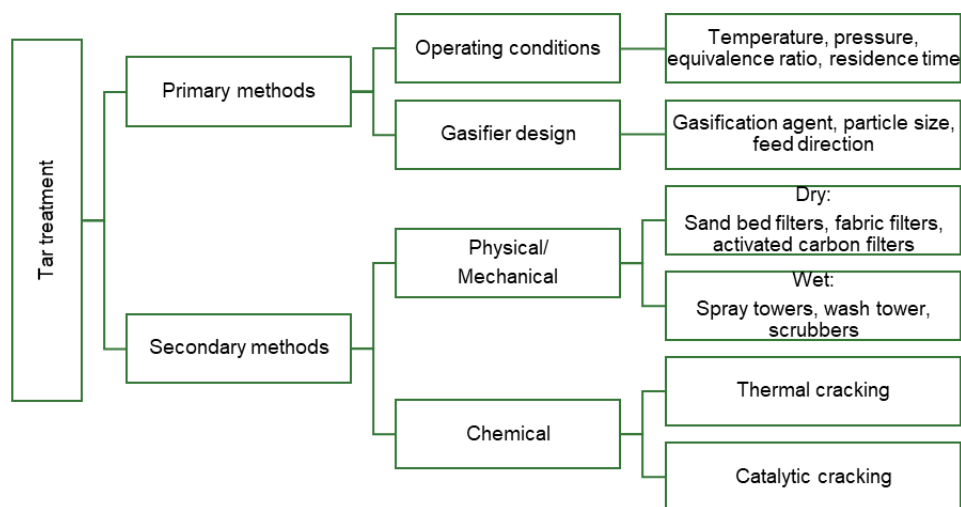 Tar treatment
Primary methods
Operating conditions
Temperature, pressure,
equivalence ratio, residence time
Gasifier design
Gasification agent, particle size,
feed direction
Secondary methods
Physical/
Mechanical
Dry:
Sand bed filters, fabric filters,
activated carbon filters
Wet:
Spray towers, wash tower,
scrubbers
Chemical
Thermal cracking
Catalytic cracking